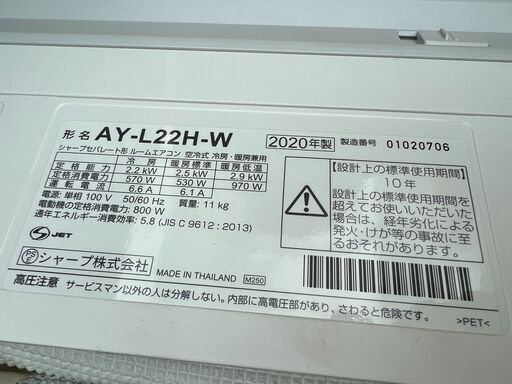 形名 AY-L22H-W 2020年製 製造番号 01020706
シャープセパレート形 ルームエアコン 空冷式 冷房・暖房兼用
冷房 暖房標準 暖房低温
定格能力 2.2 kW 2.5 kW 2.9 kW
定格消費電力 570 W 530 W 970 W
運転電流 6.6 A 6.1 A
電源:単相 100 V 50/60 Hz 質量:11 kg
電動機の定格消費電力:800 W
通年エネルギー消費効率:5.8 (JIS C 9612:2013)
【設計上の標準使用期間】
10年
設計上の標準使用期間を
超えてお使いいただいた
場合は、経年劣化による
発火・けが等の事故に至
るおそれがあります。
S JET
PS E シャープ株式会社 MADE IN THAILAND M250
高圧注意 サービスマン以外の人は分解しない。内部に高電圧部があり、さわると危険です。
>PET<